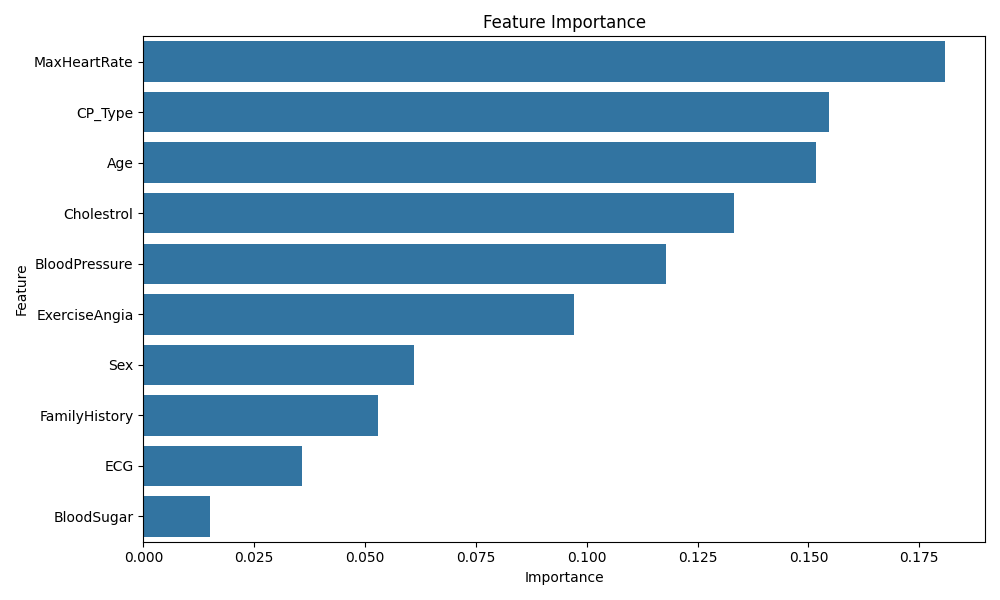 Feature Importance
MaxHeartRate
CP_Type
Age
Cholestrol
BloodPressure
ExerciseAngia
Sex
FamilyHistory
ECG
BloodSugar
Feature
0.000 0.025 0.050 0.075 0.100 0.125 0.150 0.175
Importance